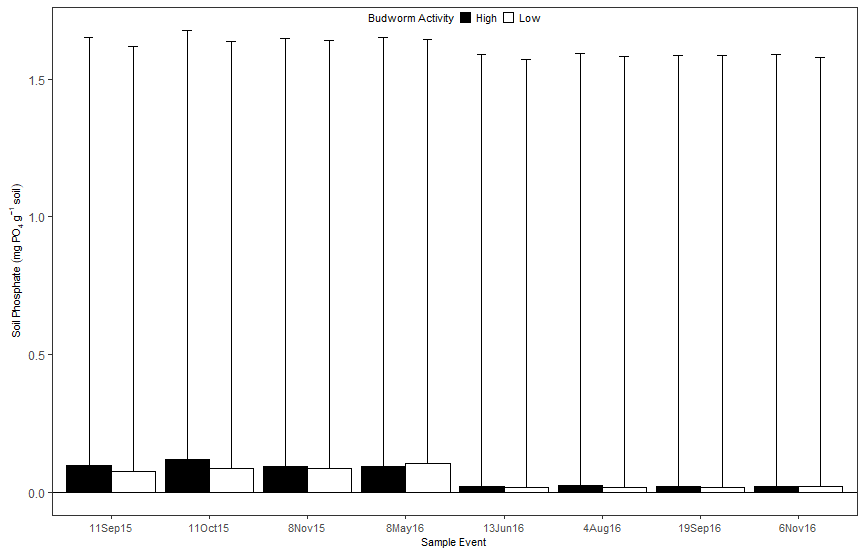 Budworm Activity High Low
Soil Phosphate (mg PO₄ g⁻¹ soil)
1.5
1.0
0.5
0.0
11Sep15 11Oct15 8Nov15 8May16 13Jun16 4Aug16 19Sep16 6Nov16
Sample Event